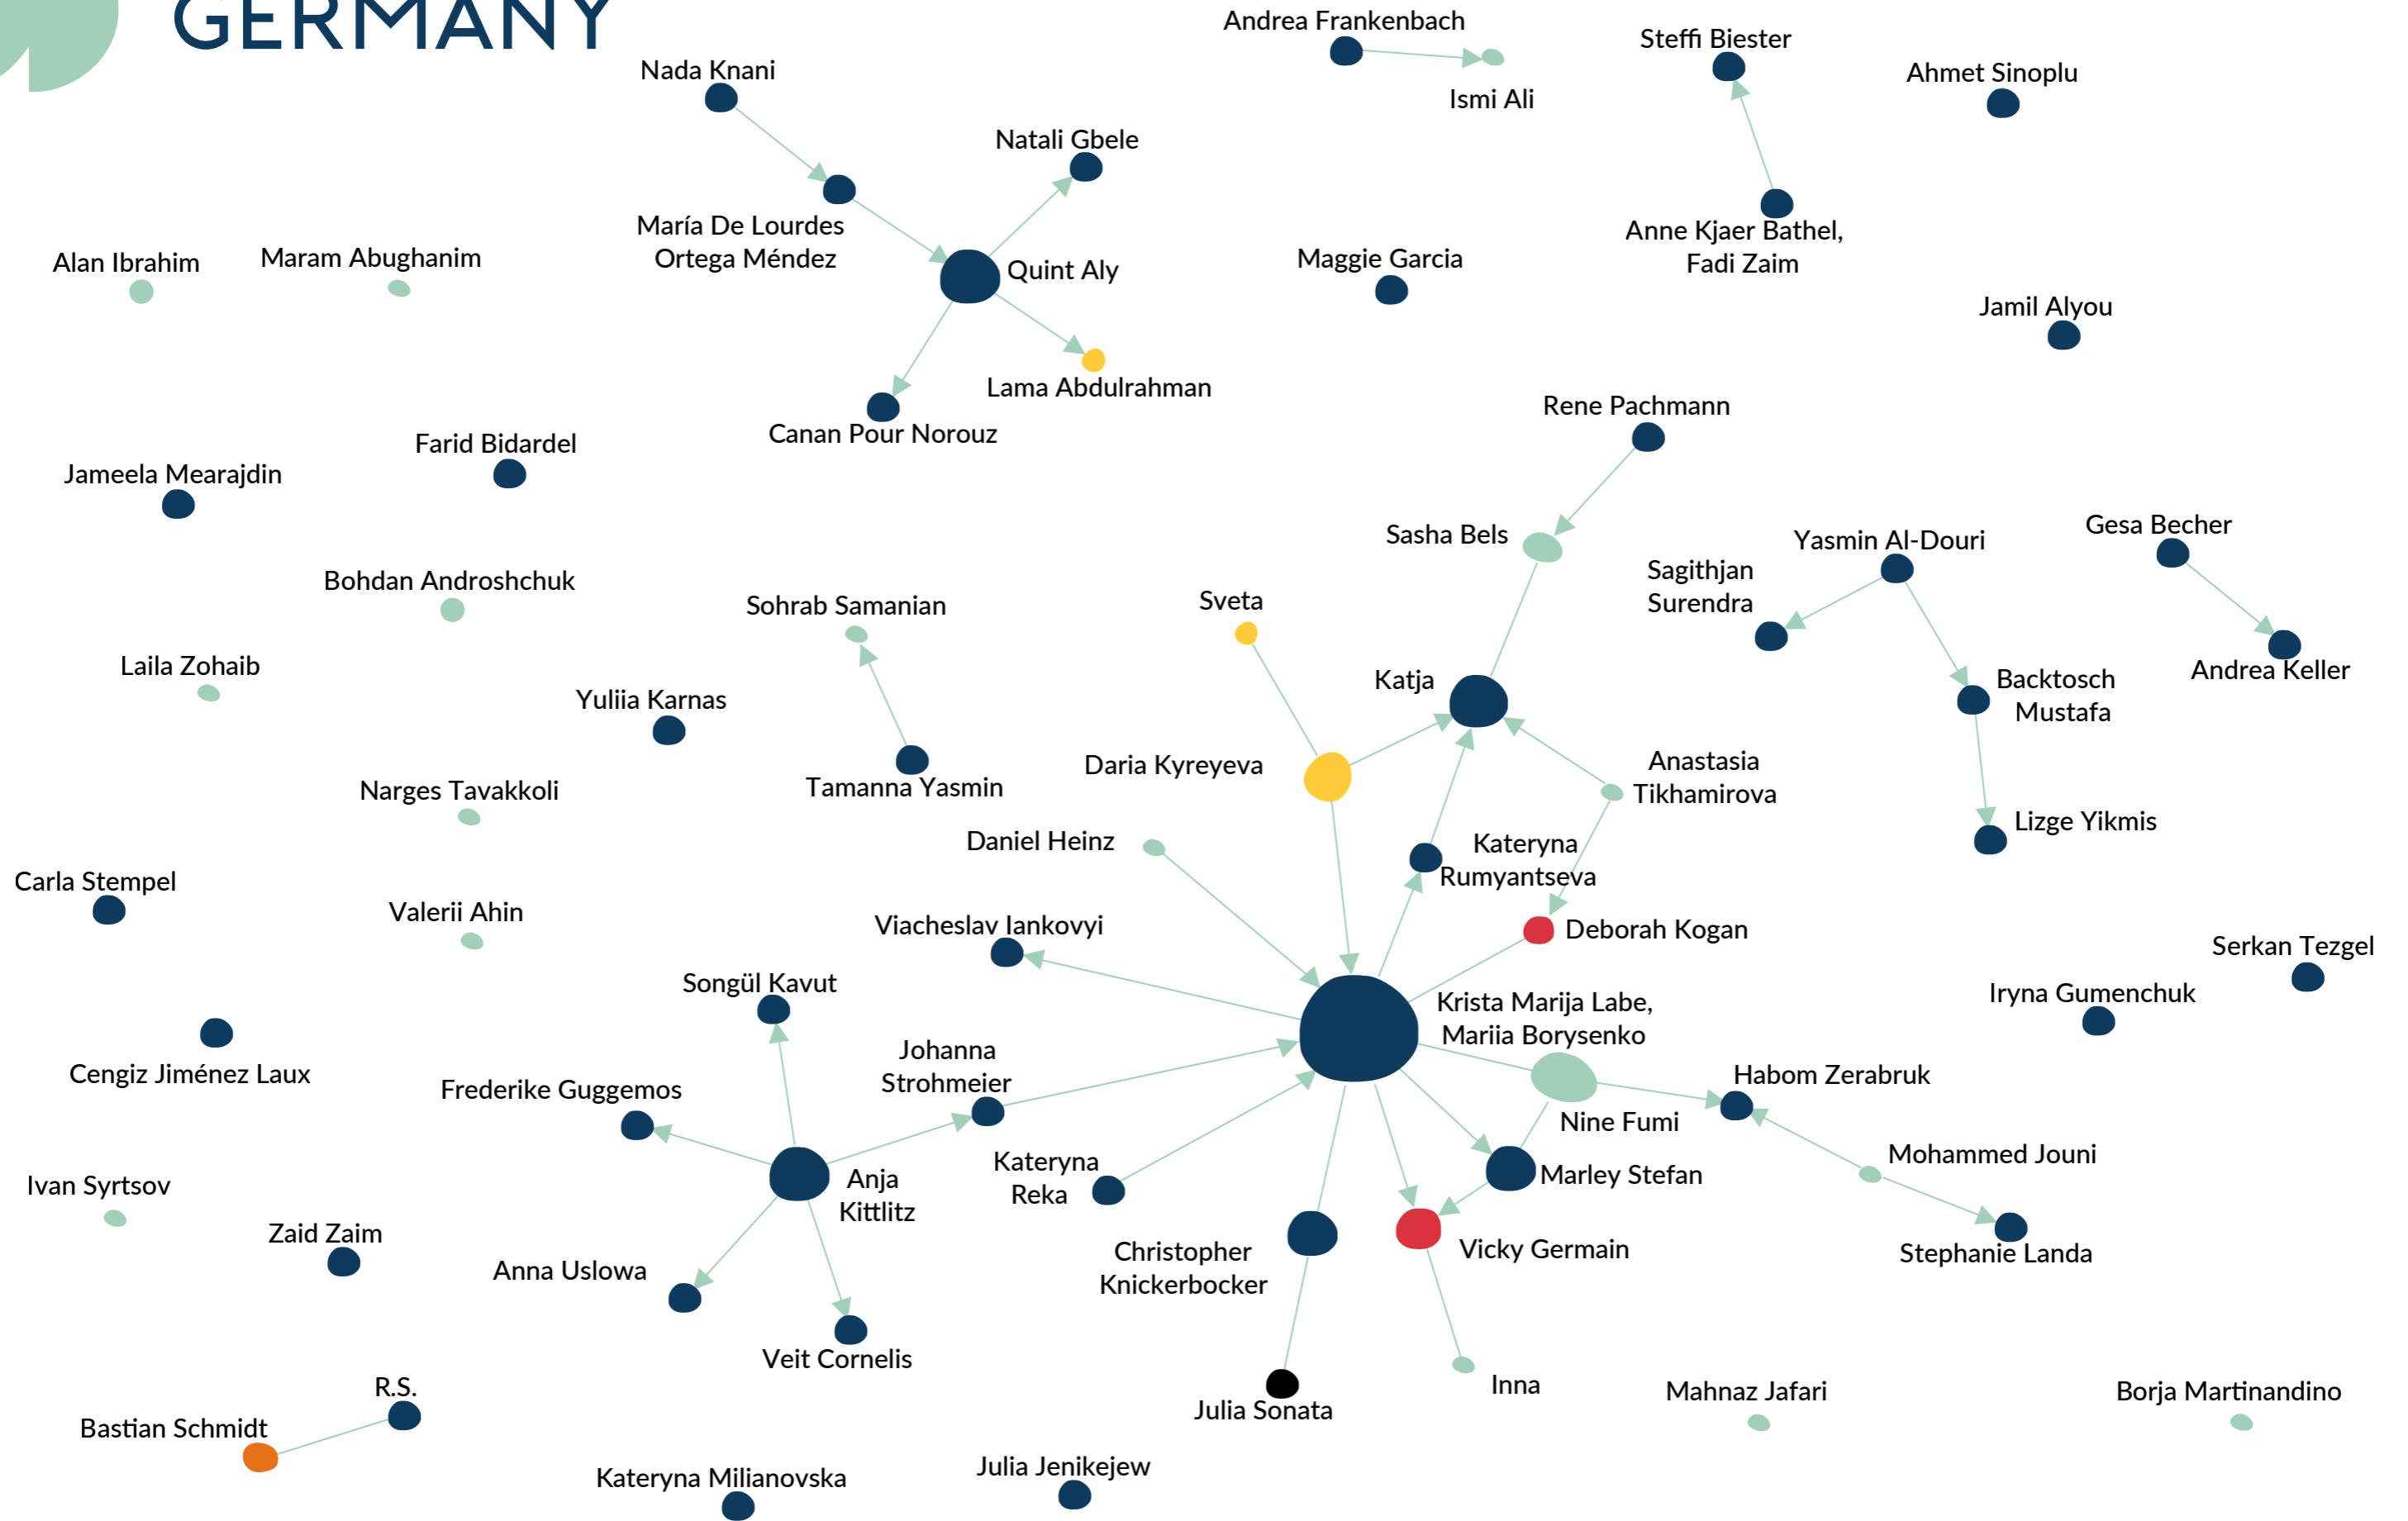 GERMANY
Andrea Frankenbach
Steffi Biester
Nada Knani
Ahmet Sinoplu
Ismi Ali
Natali Gbele
María De Lourdes
Ortega Méndez
Anne Kjaer Bathel,
Fadi Zaim
Alan Ibrahim
Maram Abughanim
Quint Aly
Maggie Garcia
Jamil Alyou
Lama Abdulrahman
Rene Pachmann
Canan Pour Norouz
Farid Bidardel
Jameela Mearajdin
Gesa Becher
Sasha Bels
Yasmin Al-Douri
Sagithjan
Surendra
Bohdan Androshchuk
Sohrab Samanian
Sveta
Laila Zohaib
Andrea Keller
Katja
Backtosch
Mustafa
Yuliia Karnas
Daria Kyreyeva
Anastasia
Tikhamirova
Tamanna Yasmin
Narges Tavakkoli
Lizge Yikmis
Daniel Heinz
Kateryna
Rumyantseva
Carla Stempel
Valerii Ahin
Viacheslav Iankovyi
Deborah Kogan
Serkan Tezgel
Songül Kavut
Iryna Gumenchuk
Krista Marija Labe,
Mariia Borysenko
Johanna
Strohmeier
Cengiz Jiménez Laux
Frederike Guggemos
Habom Zerabruk
Nine Fumi
Mohammed Jouni
Kateryna
Reka
Marley Stefan
Ivan Syrtsov
Anja
Kittlitz
Zaid Zaim
Christopher
Knickerbocker
Vicky Germain
Stephanie Landa
Anna Uslowa
Veit Cornelis
R.S.
Inna
Mahnaz Jafari
Borja Martinandino
Julia Sonata
Bastian Schmidt
Kateryna Milianovska
Julia Jenikejew